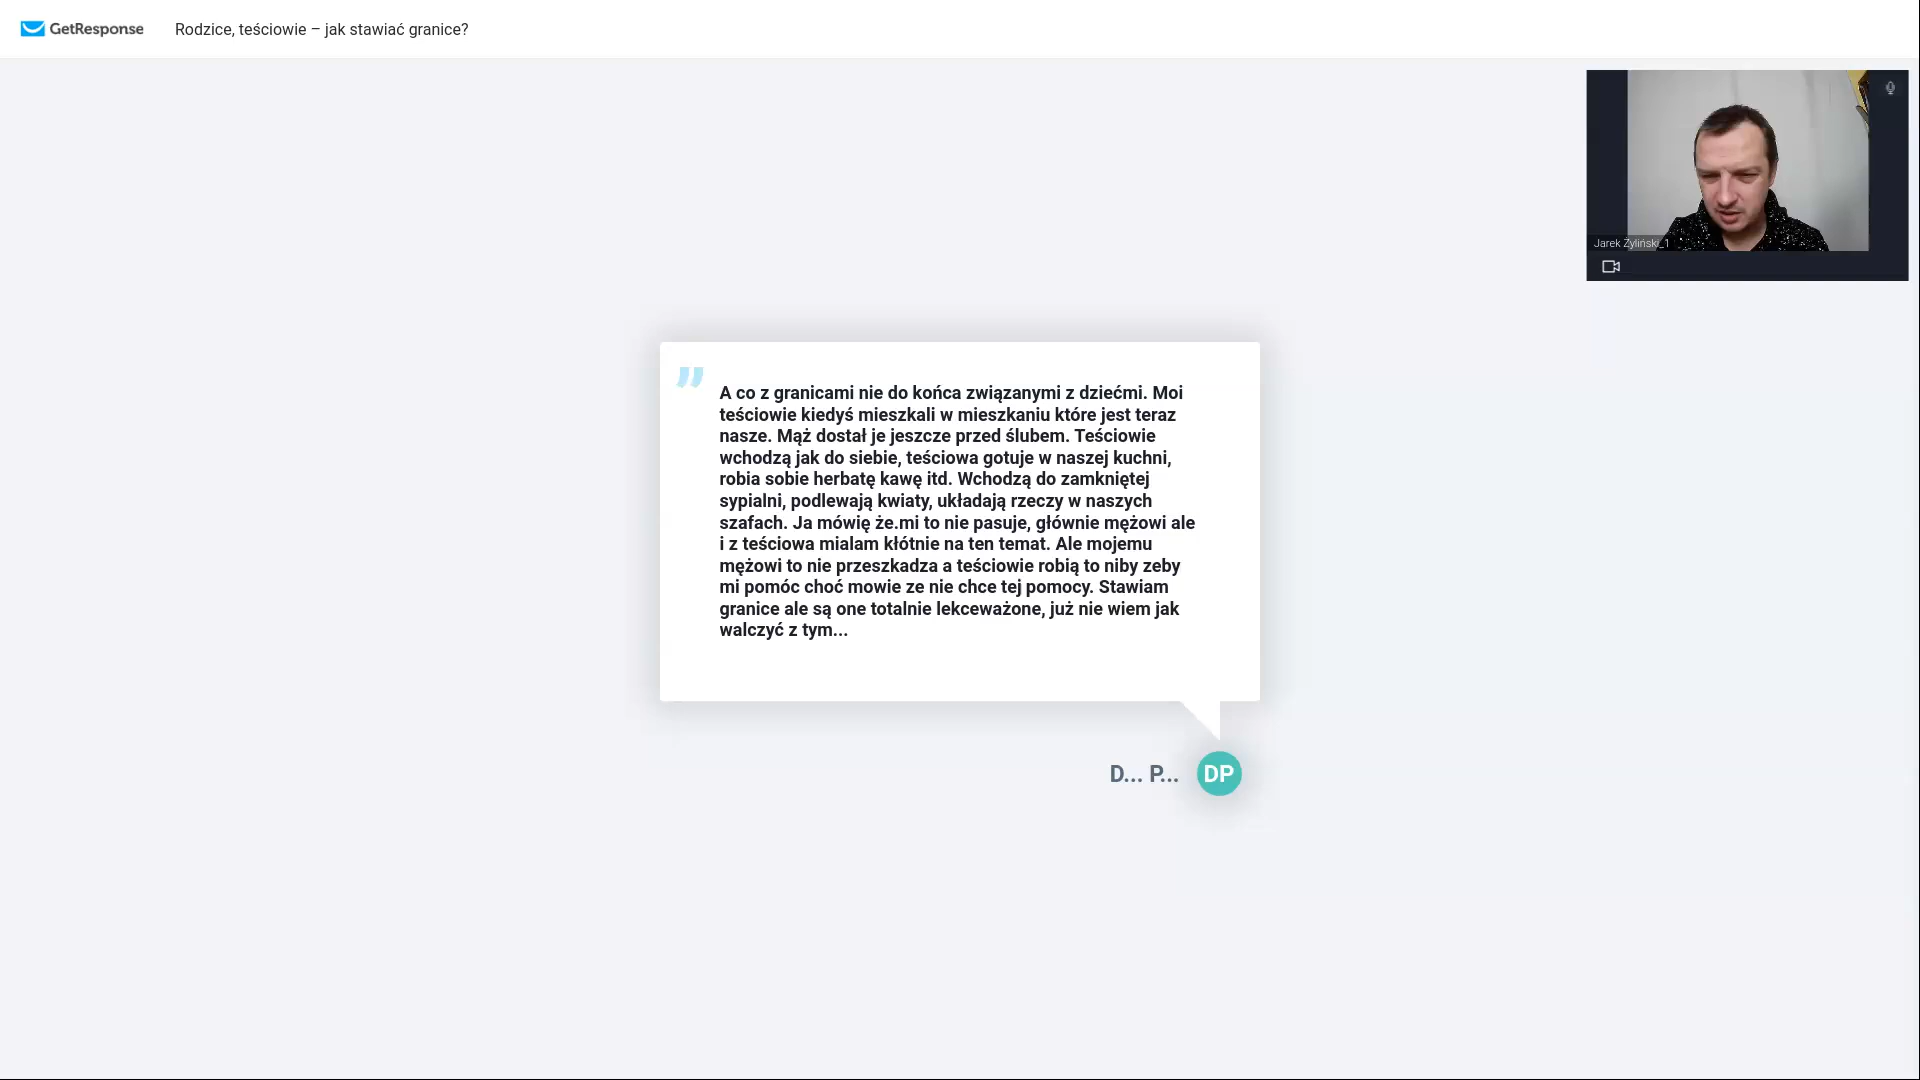 GetResponse
Rodzice, teściowie – jak stawiać granice?
Jarek Żyliński_1
”
A co z granicami nie do końca związanymi z dziećmi. Moi
teściowie kiedyś mieszkali w mieszkaniu które jest teraz
nasze. Mąż dostał je jeszcze przed ślubem. Teściowie
wchodzą jak do siebie, teściowa gotuje w naszej kuchni,
robia sobie herbatę kawę itd. Wchodzą do zamkniętej
sypialni, podlewają kwiaty, układają rzeczy w naszych
szafach. Ja mówię że.mi to nie pasuje, głównie mężowi ale
i z teściowa mialam kłótnie na ten temat. Ale mojemu
mężowi to nie przeszkadza a teściowie robią to niby zeby
mi pomóc choć mowie ze nie chce tej pomocy. Stawiam
granice ale są one totalnie lekceważone, już nie wiem jak
walczyć z tym...
D... P...
DP